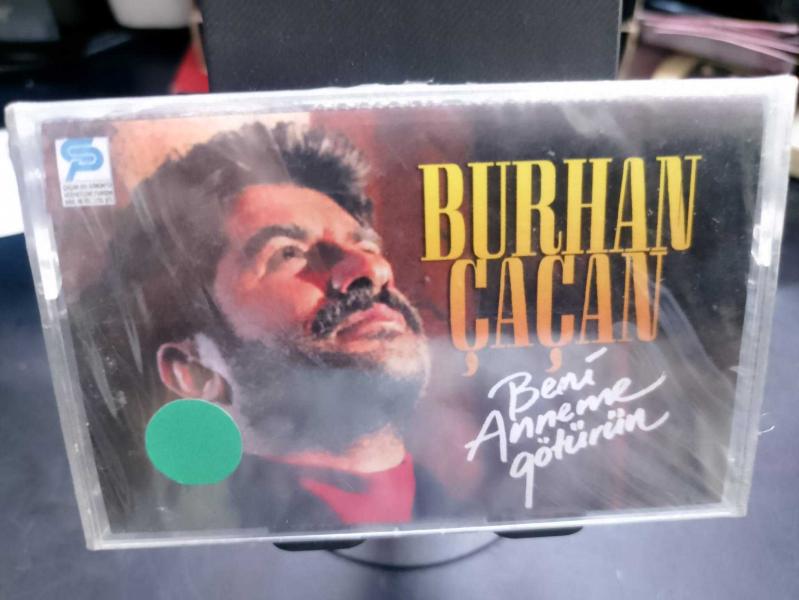 BURHAN
ÇAÇAN
Beni
Anneme
götürün